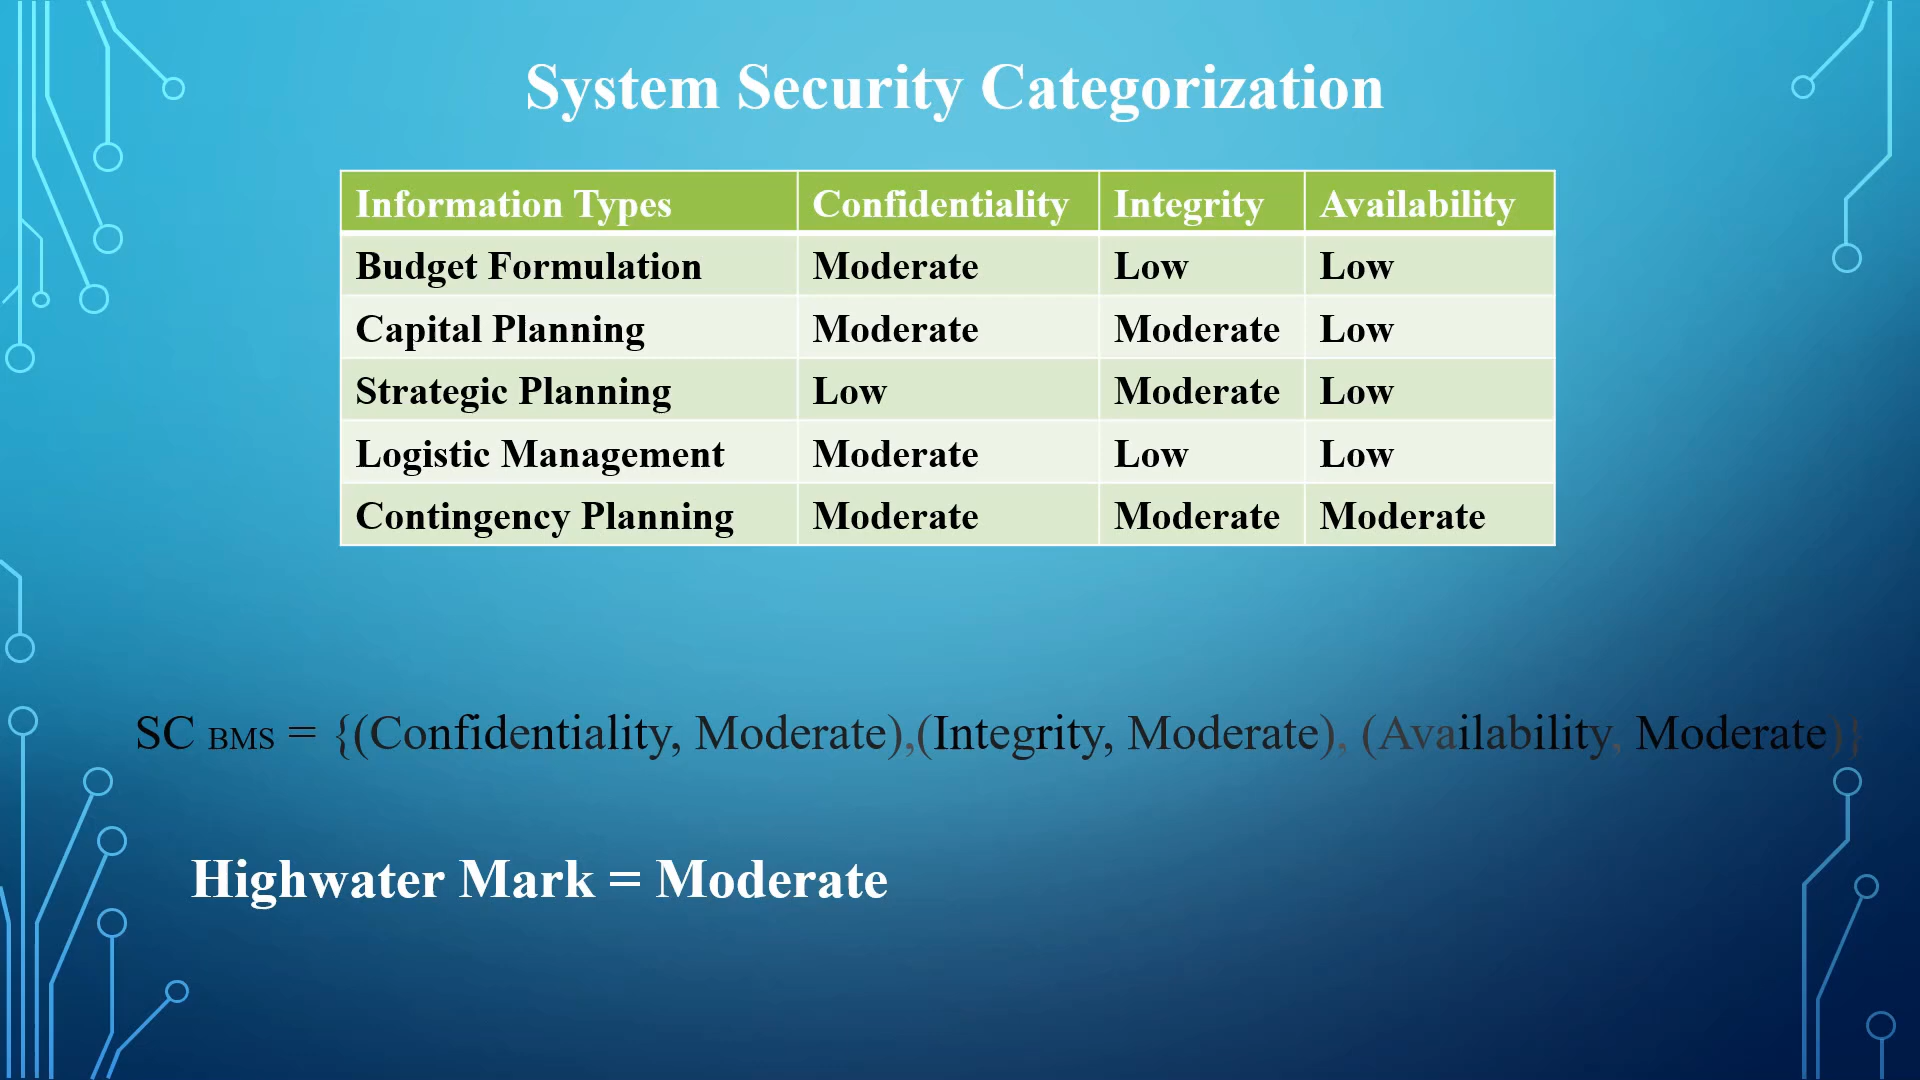 System Security Categorization
Information Types Confidentiality Integrity Availability
Budget Formulation Moderate Low Low
Capital Planning Moderate Moderate Low
Strategic Planning Low Moderate Low
Logistic Management Moderate Low Low
Contingency Planning Moderate Moderate Moderate
SC BMS = {(Confidentiality, Moderate),(Integrity, Moderate), (Availability, Moderate)}
Highwater Mark = Moderate